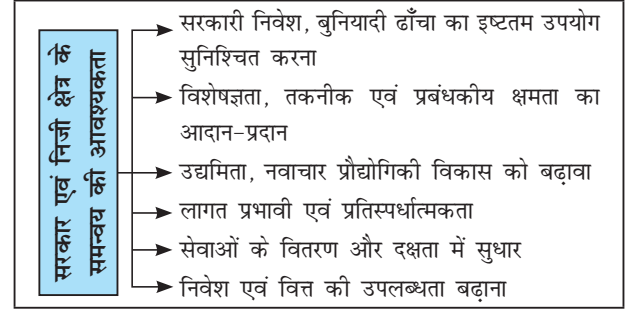 सरकार एवं निजी क्षेत्र के
समन्वय की आवश्यकता
सरकारी निवेश, बुनियादी ढाँचा का इष्टतम उपयोग
सुनिश्चित करना
विशेषज्ञता, तकनीक एवं प्रबंधकीय क्षमता का
आदान-प्रदान
उद्यमिता, नवाचार प्रौद्योगिकी विकास को बढ़ावा
लागत प्रभावी एवं प्रतिस्पर्धात्मकता
सेवाओं के वितरण और दक्षता में सुधार
निवेश एवं वित्त की उपलब्धता बढ़ाना